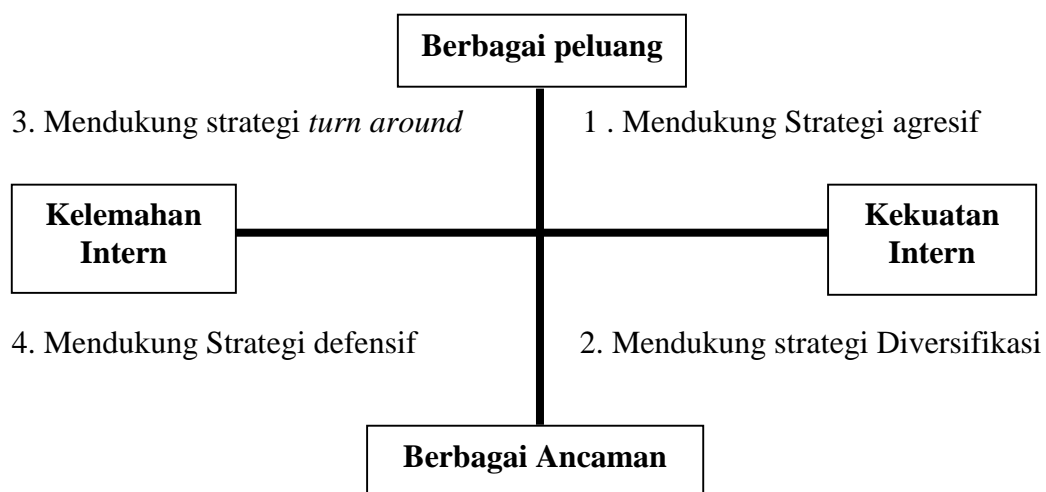 Berbagai peluang
3. Mendukung strategi turn around
1 . Mendukung Strategi agresif
Kelemahan
Intern
Kekuatan
Intern
4. Mendukung Strategi defensif
2. Mendukung strategi Diversifikasi
Berbagai Ancaman